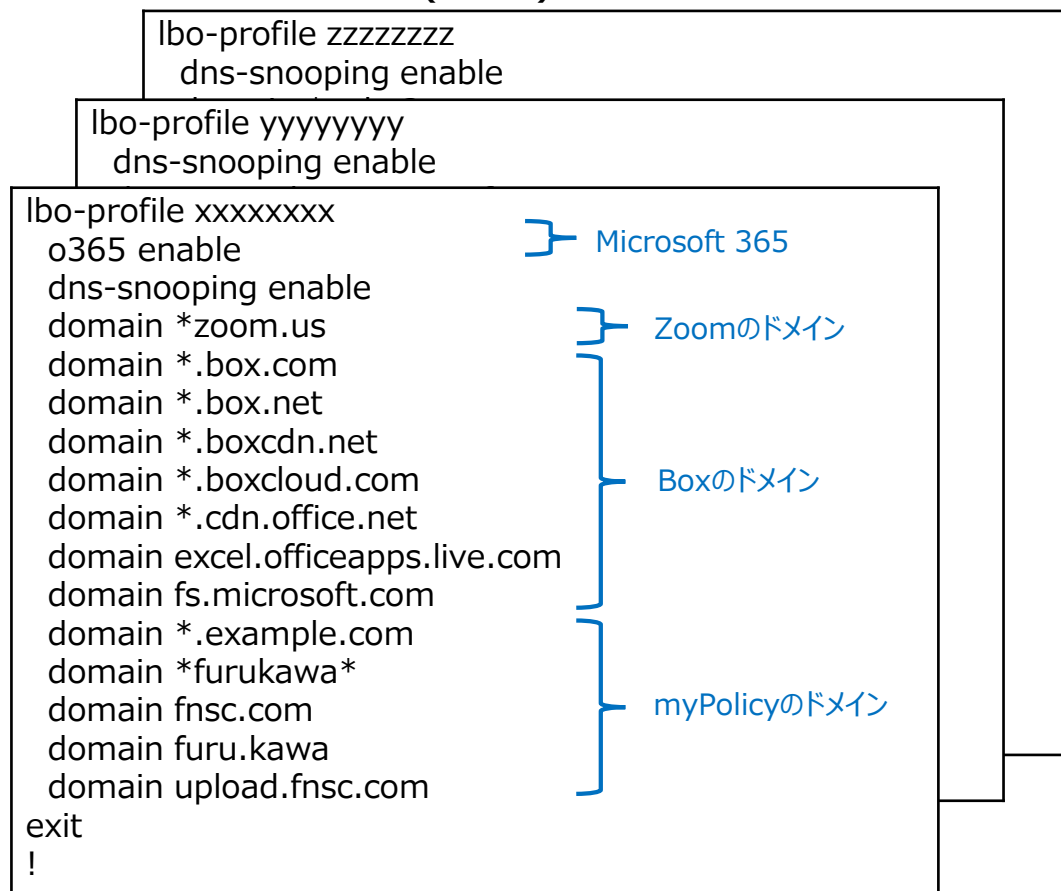 lbo-profile zzzzzzzz
dns-snooping enable
lbo-profile yyyyyyyy
dns-snooping enable
lbo-profile xxxxxxxx
o365 enable
Microsoft 365
dns-snooping enable
domain *zoom.us
Zoomのドメイン
domain *.box.com
domain *.box.net
domain *.boxcdn.net
domain *.boxcloud.com
Boxのドメイン
domain *.cdn.office.net
domain excel.officeapps.live.com
domain fs.microsoft.com
domain *.example.com
domain *furukawa*
domain fnsc.com
myPolicyのドメイン
domain furu.kawa
domain upload.fnsc.com
exit
!